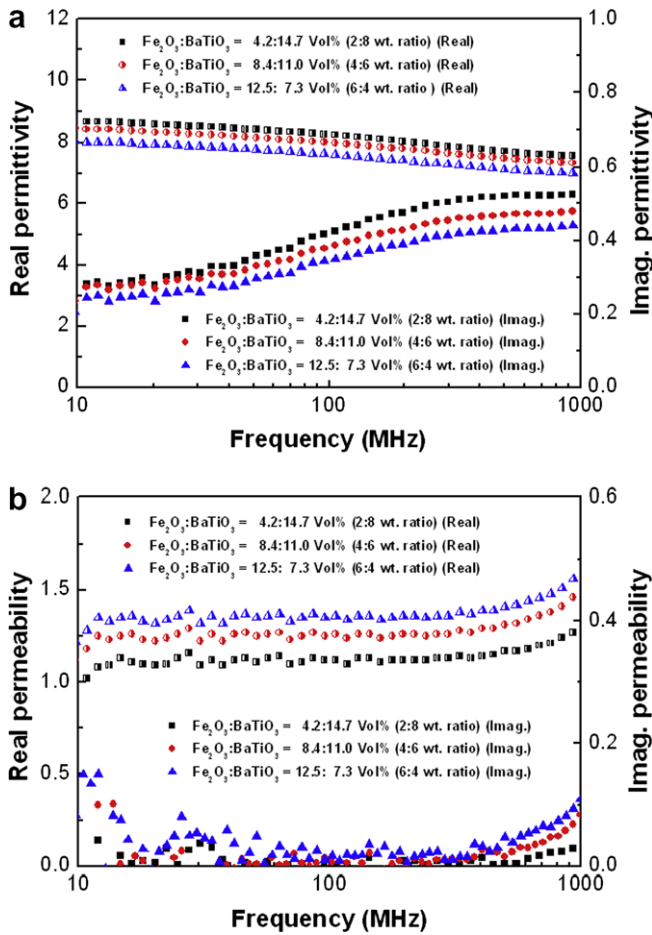 a
12
1.0
Fe₂O₃:BaTiO₃ = 4.2:14.7 Vol% (2:8 wt. ratio) (Real)
Fe₂O₃:BaTiO₃ = 8.4:11.0 Vol% (4:6 wt. ratio) (Real)
Fe₂O₃:BaTiO₃ = 12.5: 7.3 Vol% (6:4 wt. ratio ) (Real)
10
8
6
4
2
0
Real permittivity
0.8
0.6
0.4
0.2
0.0
Imag. permittivity
Fe₂O₃:BaTiO₃ = 4.2:14.7 Vol% (2:8 wt. ratio) (Imag.)
Fe₂O₃:BaTiO₃ = 8.4:11.0 Vol% (4:6 wt. ratio) (Imag.)
Fe₂O₃:BaTiO₃ = 12.5: 7.3 Vol% (6:4 wt. ratio) (Imag.)
10
100
1000
Frequency (MHz)
b
2.0
0.6
Fe₂O₃:BaTiO₃ = 4.2:14.7 Vol% (2:8 wt. ratio) (Real)
Fe₂O₃:BaTiO₃ = 8.4:11.0 Vol% (4:6 wt. ratio) (Real)
Fe₂O₃:BaTiO₃ = 12.5: 7.3 Vol% (6:4 wt. ratio) (Real)
1.5
1.0
0.5
0.0
Real permeability
0.4
0.2
0.0
Imag. permeability
Fe₂O₃:BaTiO₃ = 4.2:14.7 Vol% (2:8 wt. ratio) (Imag.)
Fe₂O₃:BaTiO₃ = 8.4:11.0 Vol% (4:6 wt. ratio) (Imag.)
Fe₂O₃:BaTiO₃ = 12.5: 7.3 Vol% (6:4 wt. ratio) (Imag.)
10
100
1000
Frequency (MHz)